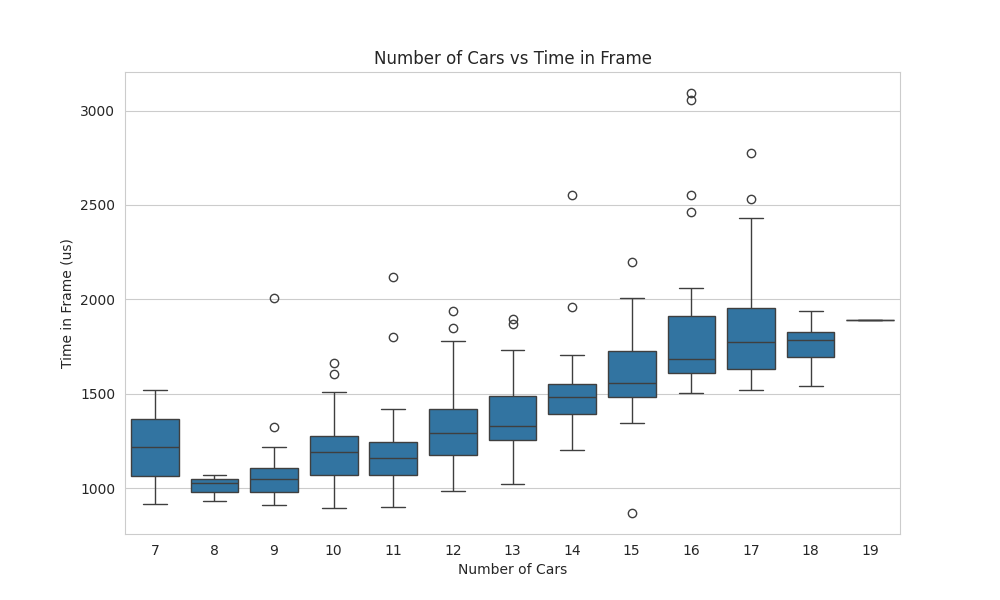 Number of Cars vs Time in Frame
3000
2500
2000
1500
1000
Time in Frame (us)
7 8 9 10 11 12 13 14 15 16 17 18 19
Number of Cars